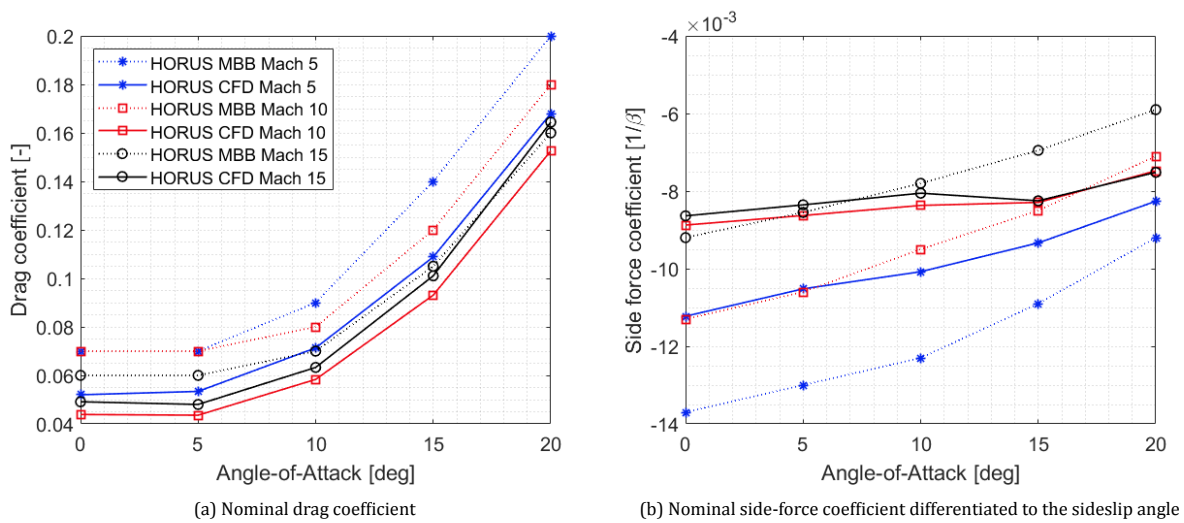 0.2
0.18
0.16
0.14
0.12
0.1
0.08
0.06
0.04
Drag coefficient [-]
HORUS MBB Mach 5
HORUS CFD Mach 5
HORUS MBB Mach 10
HORUS CFD Mach 10
HORUS MBB Mach 15
HORUS CFD Mach 15
0 5 10 15 20
Angle-of-Attack [deg]
(a) Nominal drag coefficient
×10⁻³
-4
-6
-8
-10
-12
-14
Side force coefficient [1/β]
0 5 10 15 20
Angle-of-Attack [deg]
(b) Nominal side-force coefficient differentiated to the sideslip angle